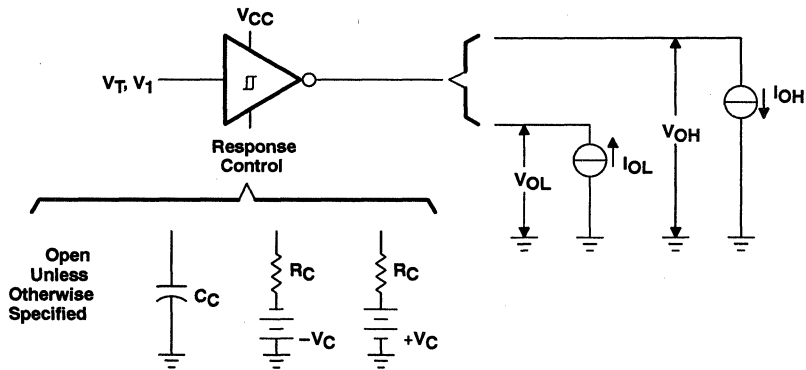 VCC
VT, V1
IOH
VOH
Response
Control
VOL
IOL
Open
Unless
Otherwise
Specified
CC
RC
−VC
RC
+VC